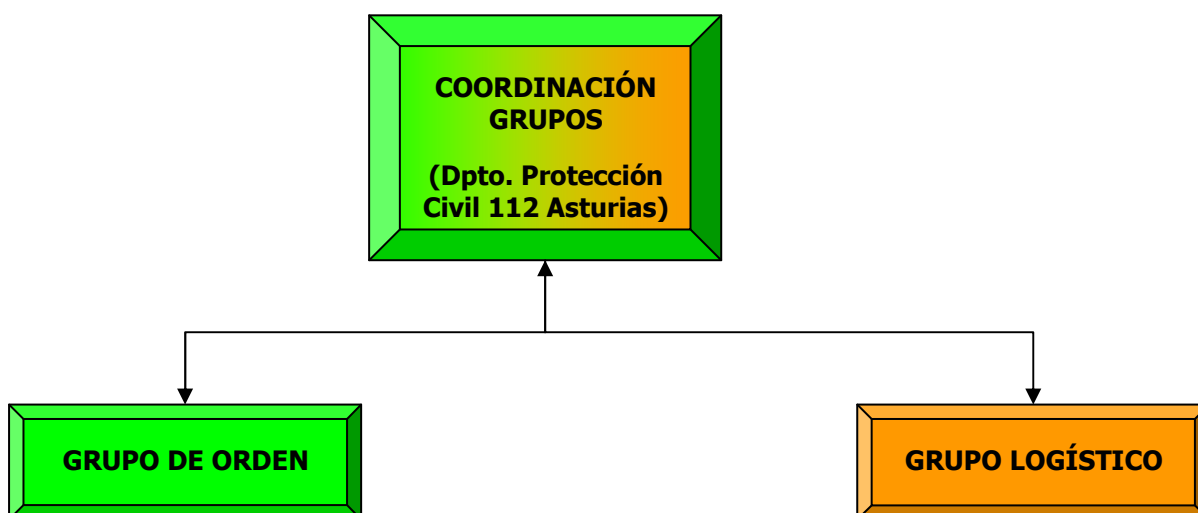 COORDINACIÓN
GRUPOS
(Dpto. Protección
Civil 112 Asturias)
GRUPO DE ORDEN
GRUPO LOGÍSTICO